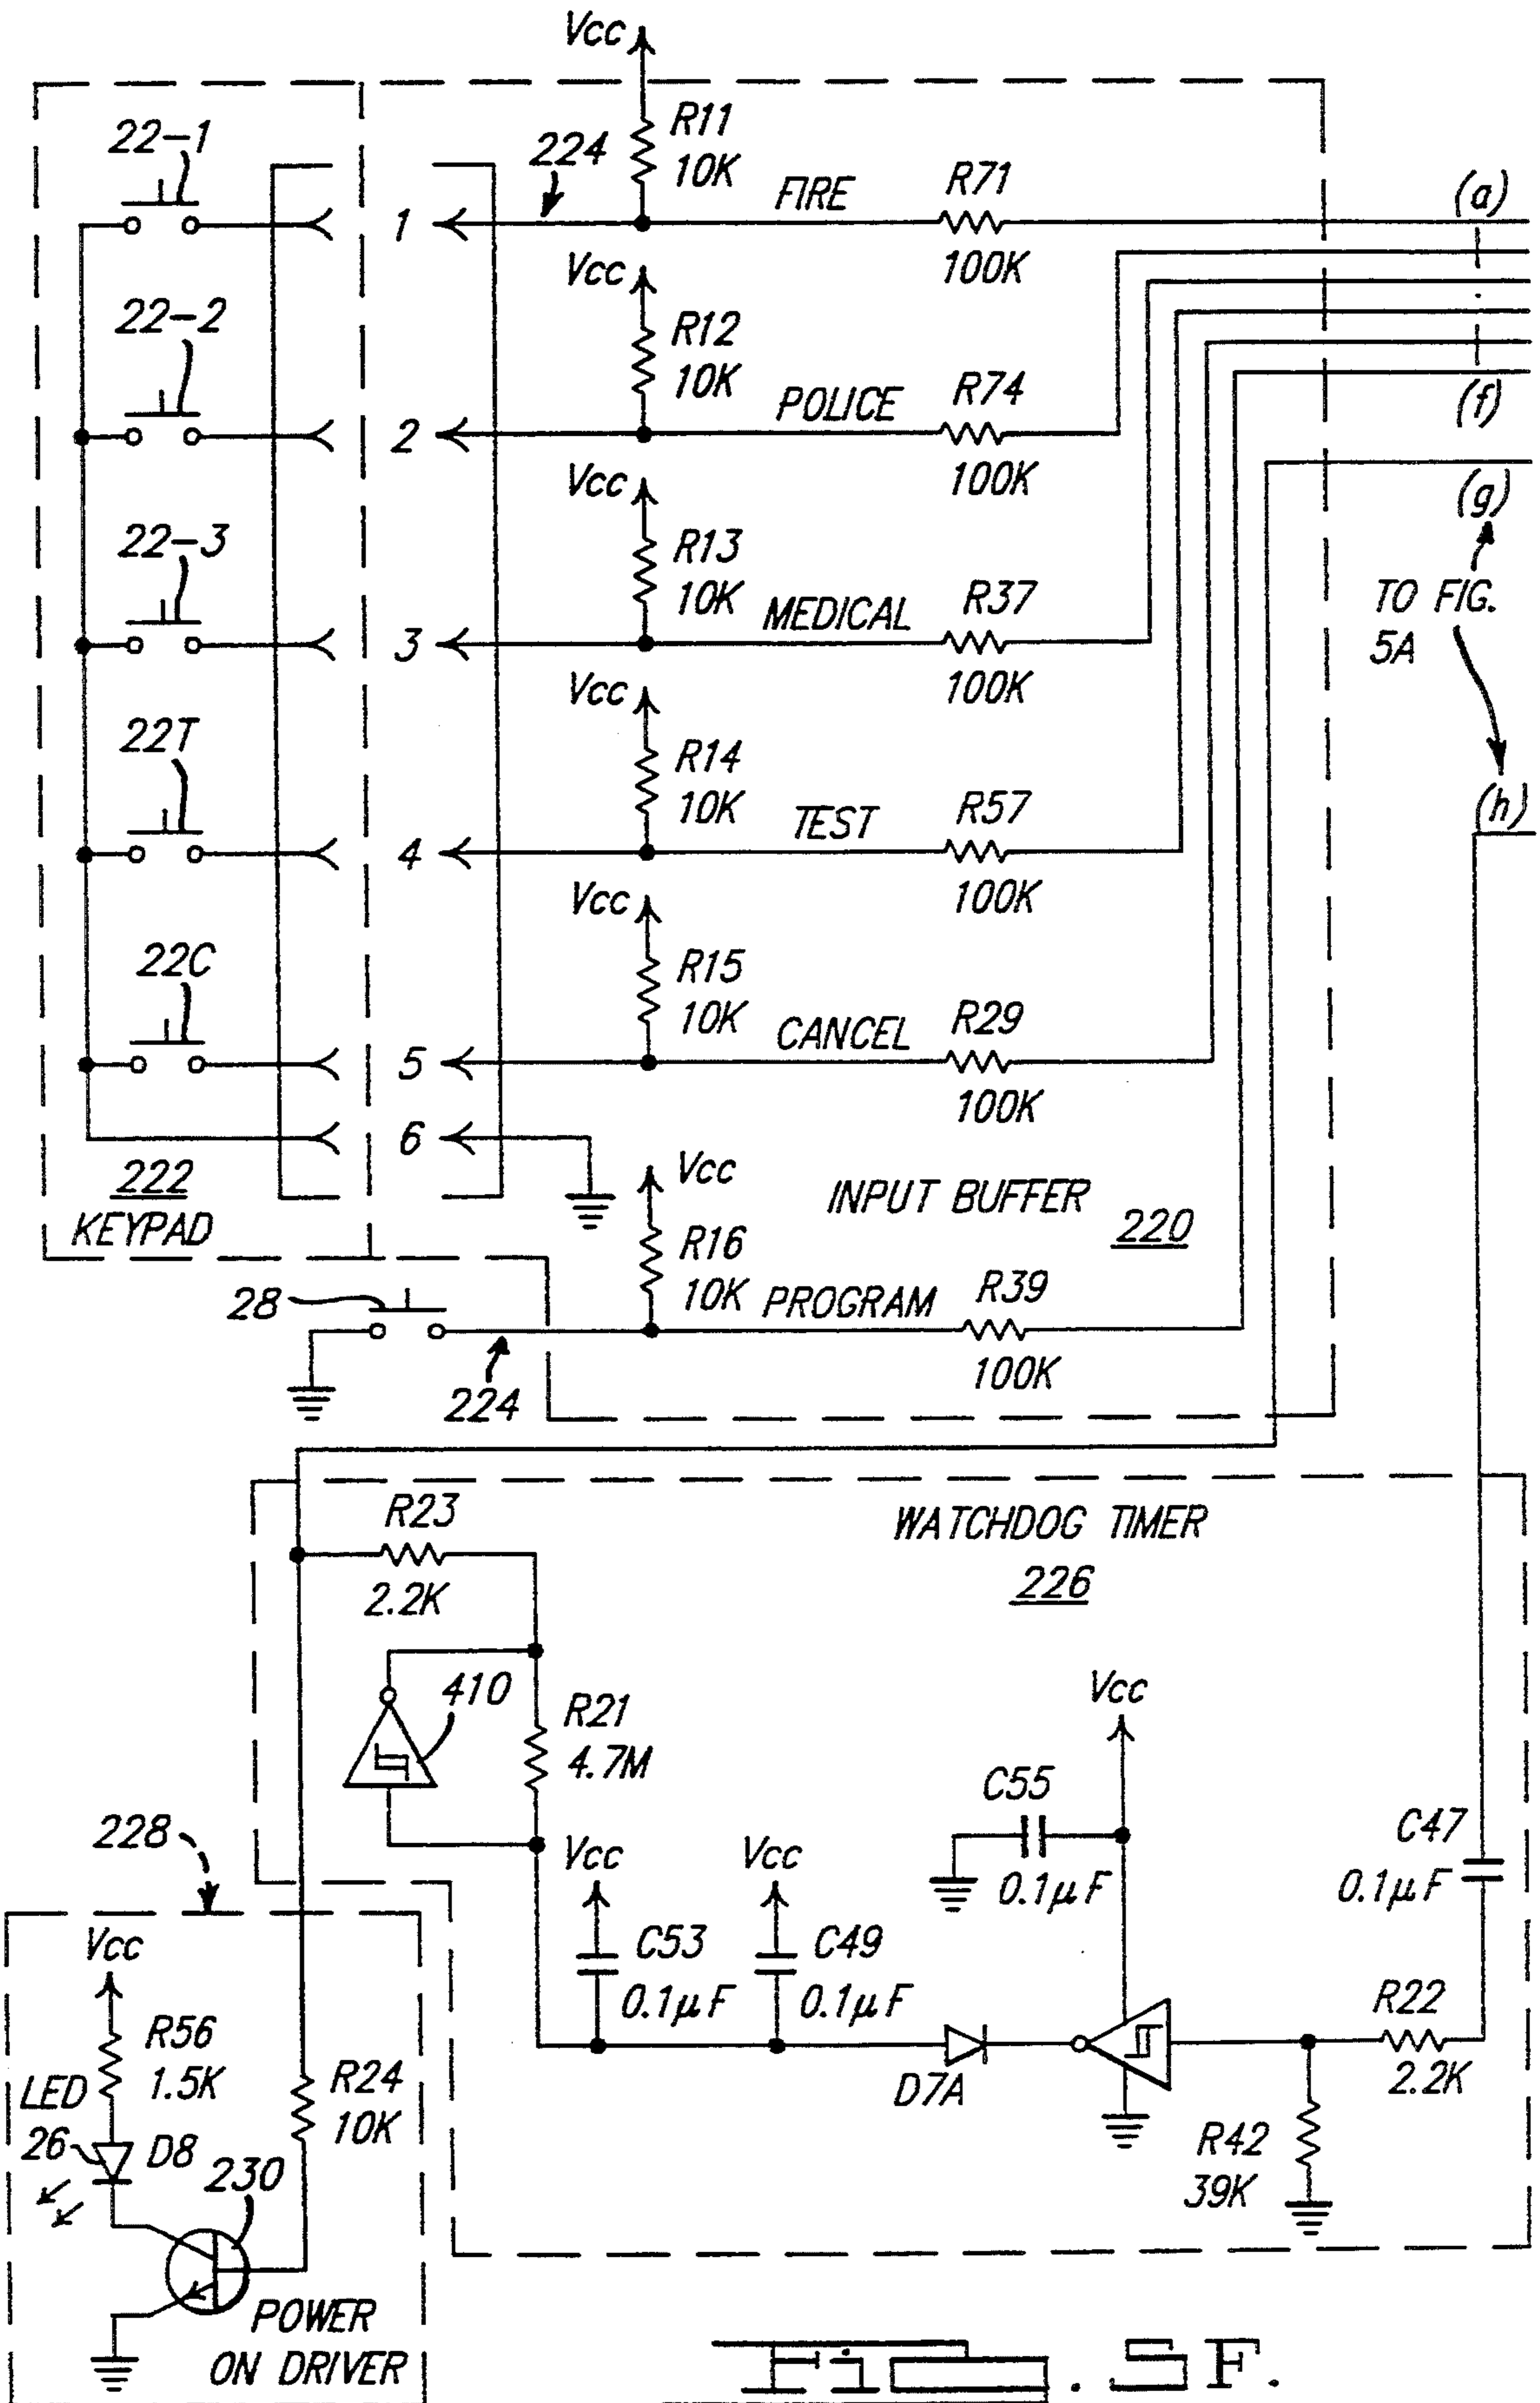 Vcc
22-1
224
R11
10K
FIRE
R71
100K
(a)
1
Vcc
22-2
R12
10K
POLICE
R74
100K
(f)
2
Vcc
(g)
22-3
R13
10K
MEDICAL
R37
100K
TO FIG.
5A
3
Vcc
22T
R14
10K
TEST
R57
100K
(h)
4
Vcc
22C
R15
10K
CANCEL
R29
100K
5
6
222
KEYPAD
Vcc
INPUT BUFFER
220
R16
10K
PROGRAM
R39
100K
28
224
R23
2.2K
WATCHDOG TIMER
226
410
R21
4.7M
Vcc
C55
0.1μF
C47
0.1μF
228
Vcc
Vcc
C53
0.1μF
C49
0.1μF
R22
2.2K
D7A
R42
39K
Vcc
R56
1.5K
LED
26
D8
R24
10K
230
POWER
ON DRIVER
FIG. 5F.